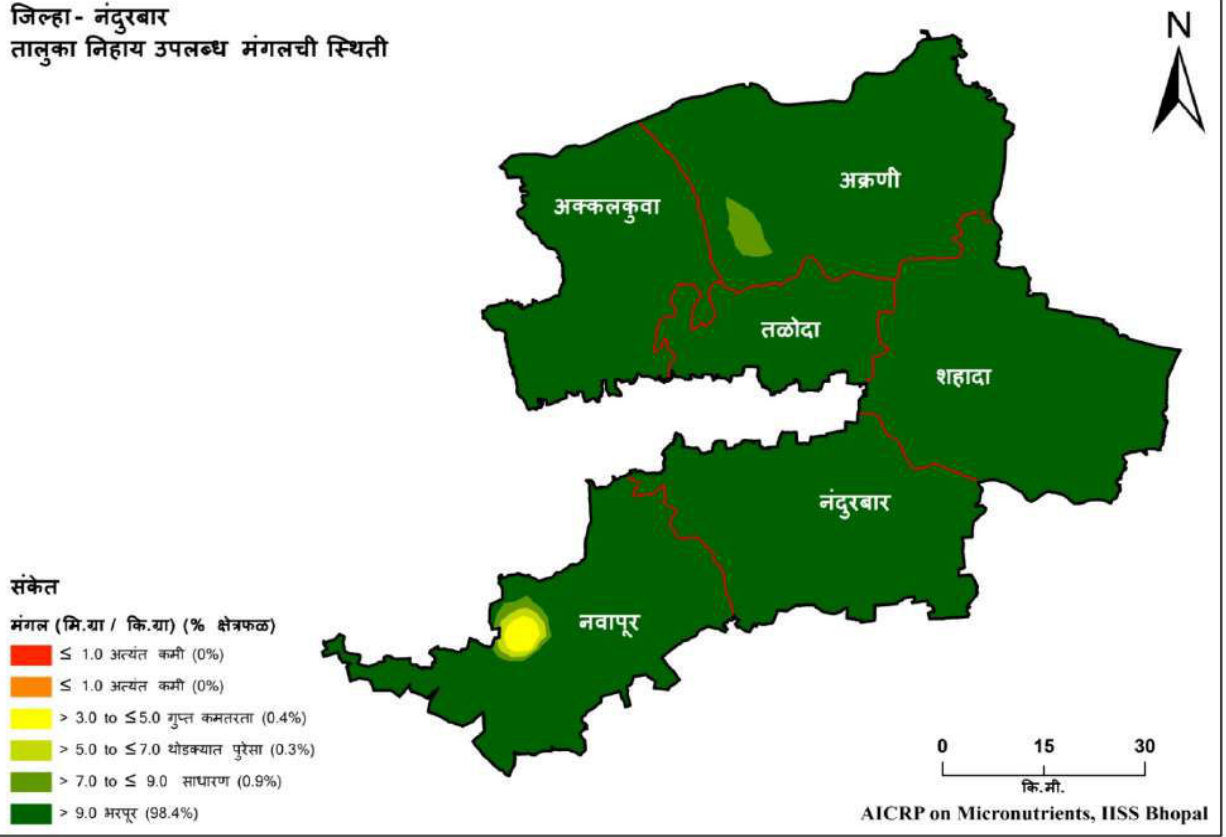 जिल्हा - नंदुरबार
तालुका निहाय उपलब्ध मंगलची स्थिती
N
अक्रणी
अक्कलकुवा
तळोदा
शहादा
नंदुरबार
नवापूर
संकेत
मंगल (मि.ग्रा / कि.ग्रा) (% क्षेत्रफळ)
≤ 1.0 अत्यंत कमी (0%)
≤ 1.0 अत्यंत कमी (0%)
> 3.0 to ≤5.0 गुप्त कमतरता (0.4%)
> 5.0 to ≤7.0 थोडक्यात पुरेसा (0.3%)
> 7.0 to ≤ 9.0 साधारण (0.9%)
> 9.0 भरपूर (98.4%)
0 15 30
कि.मी.
AICRP on Micronutrients, IISS Bhopal